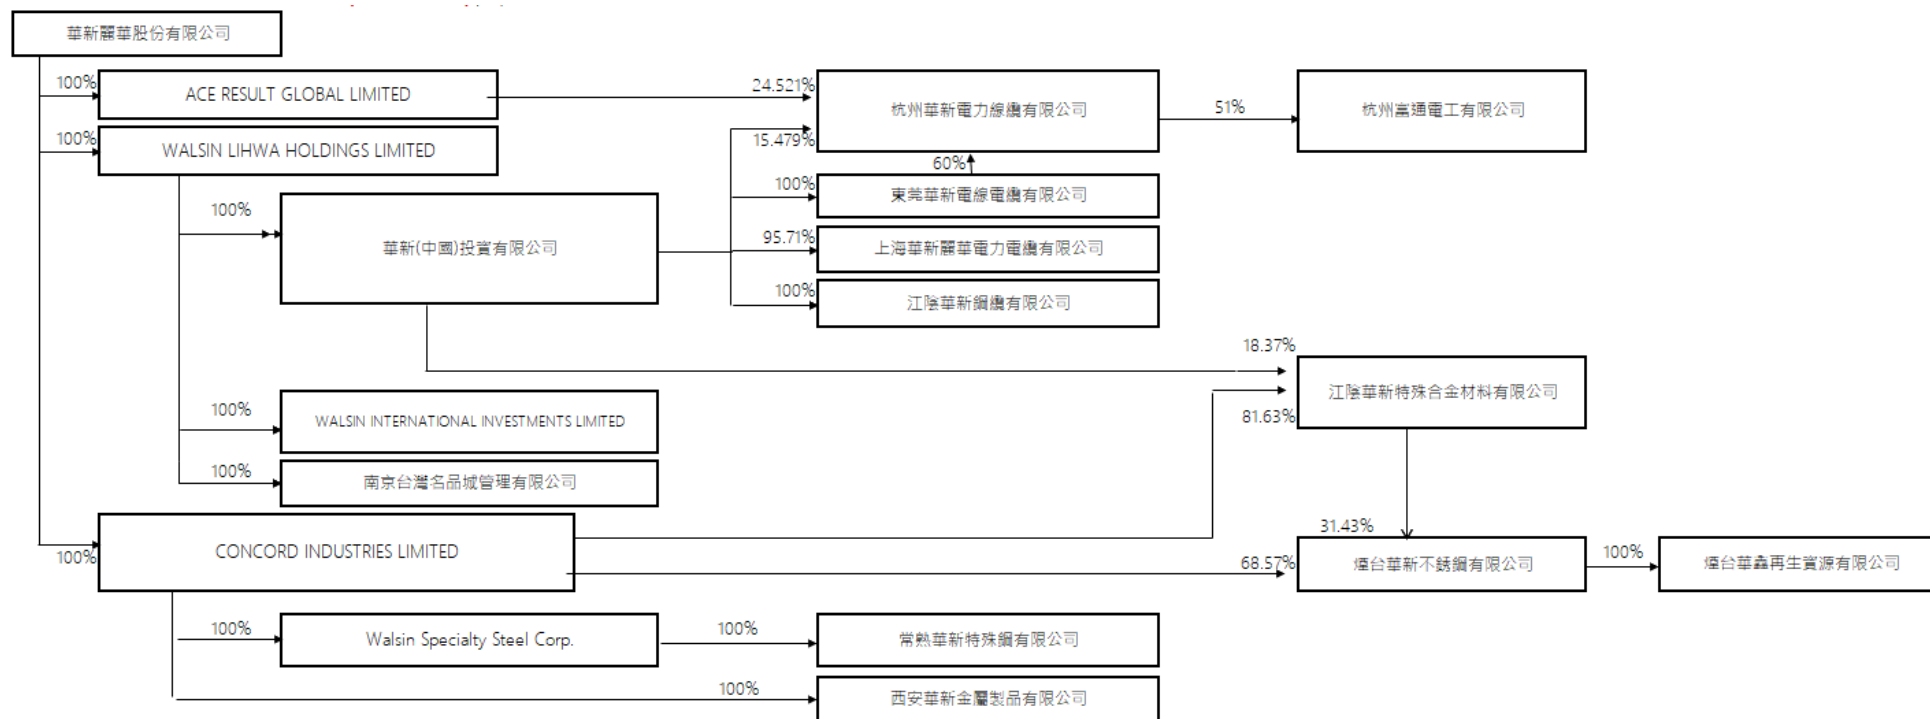 華新麗華股份有限公司
100%
ACE RESULT GLOBAL LIMITED
24.521%
杭州華新電力線纜有限公司
51%
杭州富通電工有限公司
100%
WALSIN LIHWA HOLDINGS LIMITED
15.479%
60%
100%
東莞華新電線電纜有限公司
100%
華新(中國)投資有限公司
95.71%
上海華新麗華電力電纜有限公司
100%
江陰華新鋼纜有限公司
18.37%
江陰華新特殊合金材料有限公司
81.63%
100%
WALSIN INTERNATIONAL INVESTMENTS LIMITED
100%
南京台灣名品城管理有限公司
100%
CONCORD INDUSTRIES LIMITED
31.43%
68.57%
煙台華新不銹鋼有限公司
100%
煙台華鑫再生資源有限公司
100%
Walsin Specialty Steel Corp.
100%
常熟華新特殊鋼有限公司
100%
西安華新金屬製品有限公司